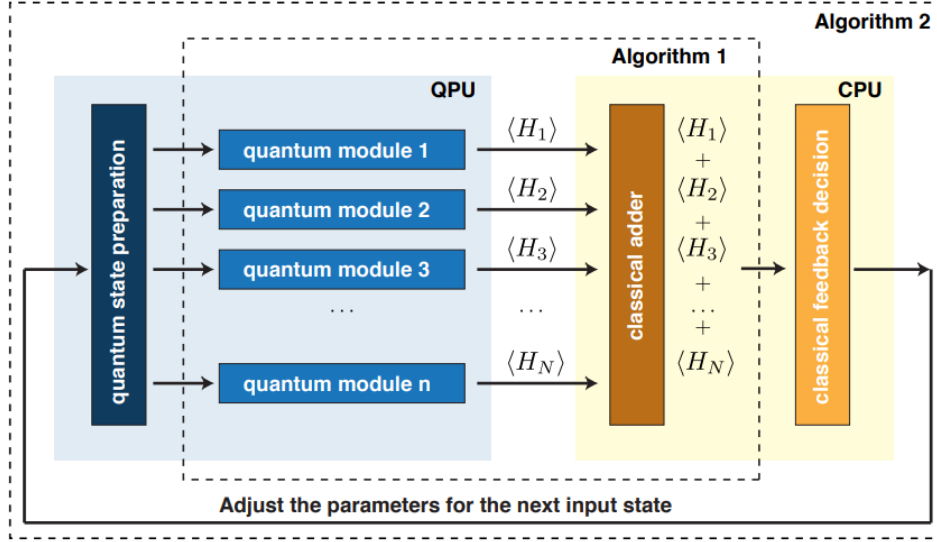 Algorithm 2
Algorithm 1
QPU
CPU
quantum state preparation
quantum module 1
quantum module 2
quantum module 3
...
quantum module n
⟨H₁⟩
⟨H₂⟩
⟨H₃⟩
...
⟨H_N⟩
classical adder
⟨H₁⟩
+
⟨H₂⟩
+
⟨H₃⟩
+
...
+
⟨H_N⟩
classical feedback decision
Adjust the parameters for the next input state